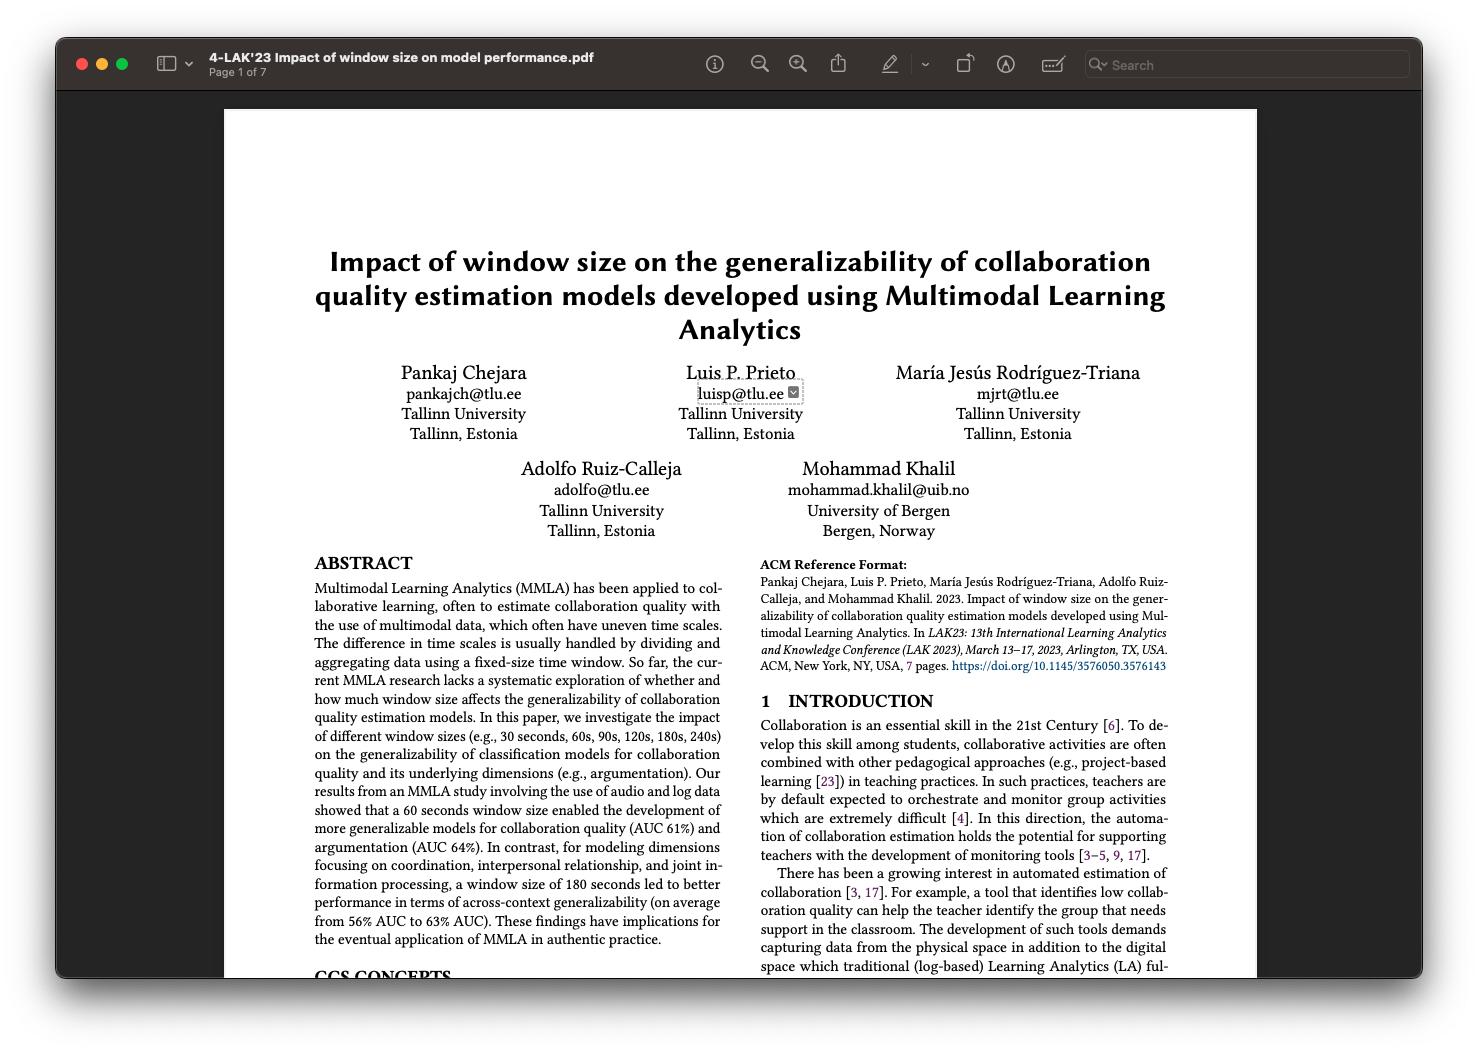 4-LAK'23 Impact of window size on model performance.pdf
Page 1 of 7
Search
Impact of window size on the generalizability of collaboration
quality estimation models developed using Multimodal Learning
Analytics
Pankaj Chejara
pankajch@tlu.ee
Tallinn University
Tallinn, Estonia
Luis P. Prieto
luisp@tlu.ee
Tallinn University
Tallinn, Estonia
María Jesús Rodríguez-Triana
mjrt@tlu.ee
Tallinn University
Tallinn, Estonia
Adolfo Ruiz-Calleja
adolfo@tlu.ee
Tallinn University
Tallinn, Estonia
Mohammad Khalil
mohammad.khalil@uib.no
University of Bergen
Bergen, Norway
ABSTRACT
Multimodal Learning Analytics (MMLA) has been applied to col-
laborative learning, often to estimate collaboration quality with
the use of multimodal data, which often have uneven time scales.
The difference in time scales is usually handled by dividing and
aggregating data using a fixed-size time window. So far, the cur-
rent MMLA research lacks a systematic exploration of whether and
how much window size affects the generalizability of collaboration
quality estimation models. In this paper, we investigate the impact
of different window sizes (e.g., 30 seconds, 60s, 90s, 120s, 180s, 240s)
on the generalizability of classification models for collaboration
quality and its underlying dimensions (e.g., argumentation). Our
results from an MMLA study involving the use of audio and log data
showed that a 60 seconds window size enabled the development of
more generalizable models for collaboration quality (AUC 61%) and
argumentation (AUC 64%). In contrast, for modeling dimensions
focusing on coordination, interpersonal relationship, and joint in-
formation processing, a window size of 180 seconds led to better
performance in terms of across-context generalizability (on average
from 56% AUC to 63% AUC). These findings have implications for
the eventual application of MMLA in authentic practice.
CCS CONCEPTS
ACM Reference Format:
Pankaj Chejara, Luis P. Prieto, María Jesús Rodríguez-Triana, Adolfo Ruiz-
Calleja, and Mohammad Khalil. 2023. Impact of window size on the gener-
alizability of collaboration quality estimation models developed using Mul-
timodal Learning Analytics. In LAK23: 13th International Learning Analytics
and Knowledge Conference (LAK 2023), March 13–17, 2023, Arlington, TX, USA.
ACM, New York, NY, USA, 7 pages. https://doi.org/10.1145/3576050.3576143
1 INTRODUCTION
Collaboration is an essential skill in the 21st Century [6]. To de-
velop this skill among students, collaborative activities are often
combined with other pedagogical approaches (e.g., project-based
learning [23]) in teaching practices. In such practices, teachers are
by default expected to orchestrate and monitor group activities
which are extremely difficult [4]. In this direction, the automa-
tion of collaboration estimation holds the potential for supporting
teachers with the development of monitoring tools [3–5, 9, 17].
There has been a growing interest in automated estimation of
collaboration [3, 17]. For example, a tool that identifies low collab-
oration quality can help the teacher identify the group that needs
support in the classroom. The development of such tools demands
capturing data from the physical space in addition to the digital
space which traditional (log-based) Learning Analytics (LA) ful-